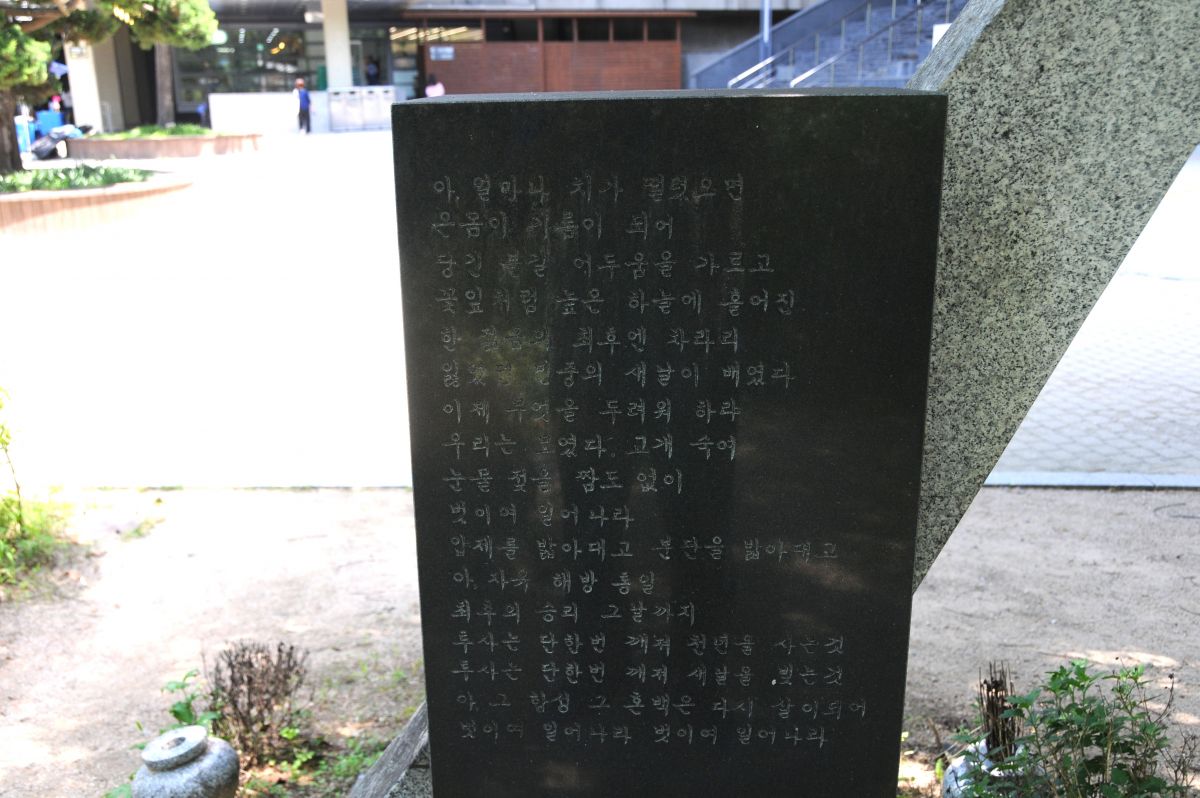 아, 얼마나 치가 떨렸으면
온몸이 기름이 되어
당긴 불길 어두움을 가르고
꽃잎처럼 높은 하늘에 흩어진
한 젊음의 최후엔 차라리
잃었던 민중의 새날이 배였다
이제 무엇을 두려워 하랴
우리는 모였다. 고개 숙여
눈물 젖을 짬도 없이
벗이여 일어나라
압제를 밟아대고 분단을 밟아대고
아, 자욱 해방 통일
최후의 승리 그날까지
투사는 단한번 깨져 천년을 사는것
투사는 단한번 깨져 새날을 빚는것
아, 그 함성 그 혼백은 다시 살이되어
벗이여 일어나라 벗이여 일어나라